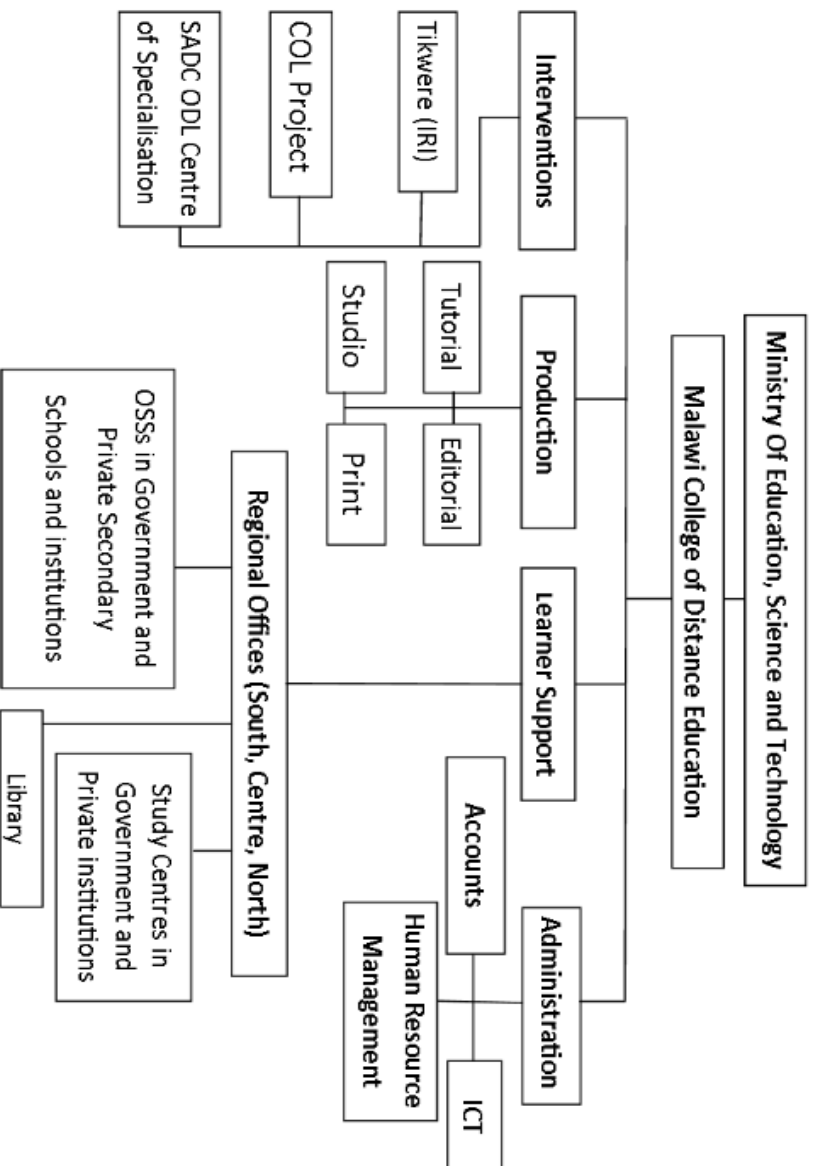 Ministry Of Education, Science and Technology
Malawi College of Distance Education
Interventions
Production
Learner Support
Administration
Tikwere (IRI)
COL Project
SADC ODL Centre
of Specialisation
Tutorial
Editorial
Studio
Print
Accounts
ICT
Human Resource
Management
Regional Offices (South, Centre, North)
OSSs in Government and
Private Secondary
Schools and institutions
Study Centres in
Government and
Private institutions
Library